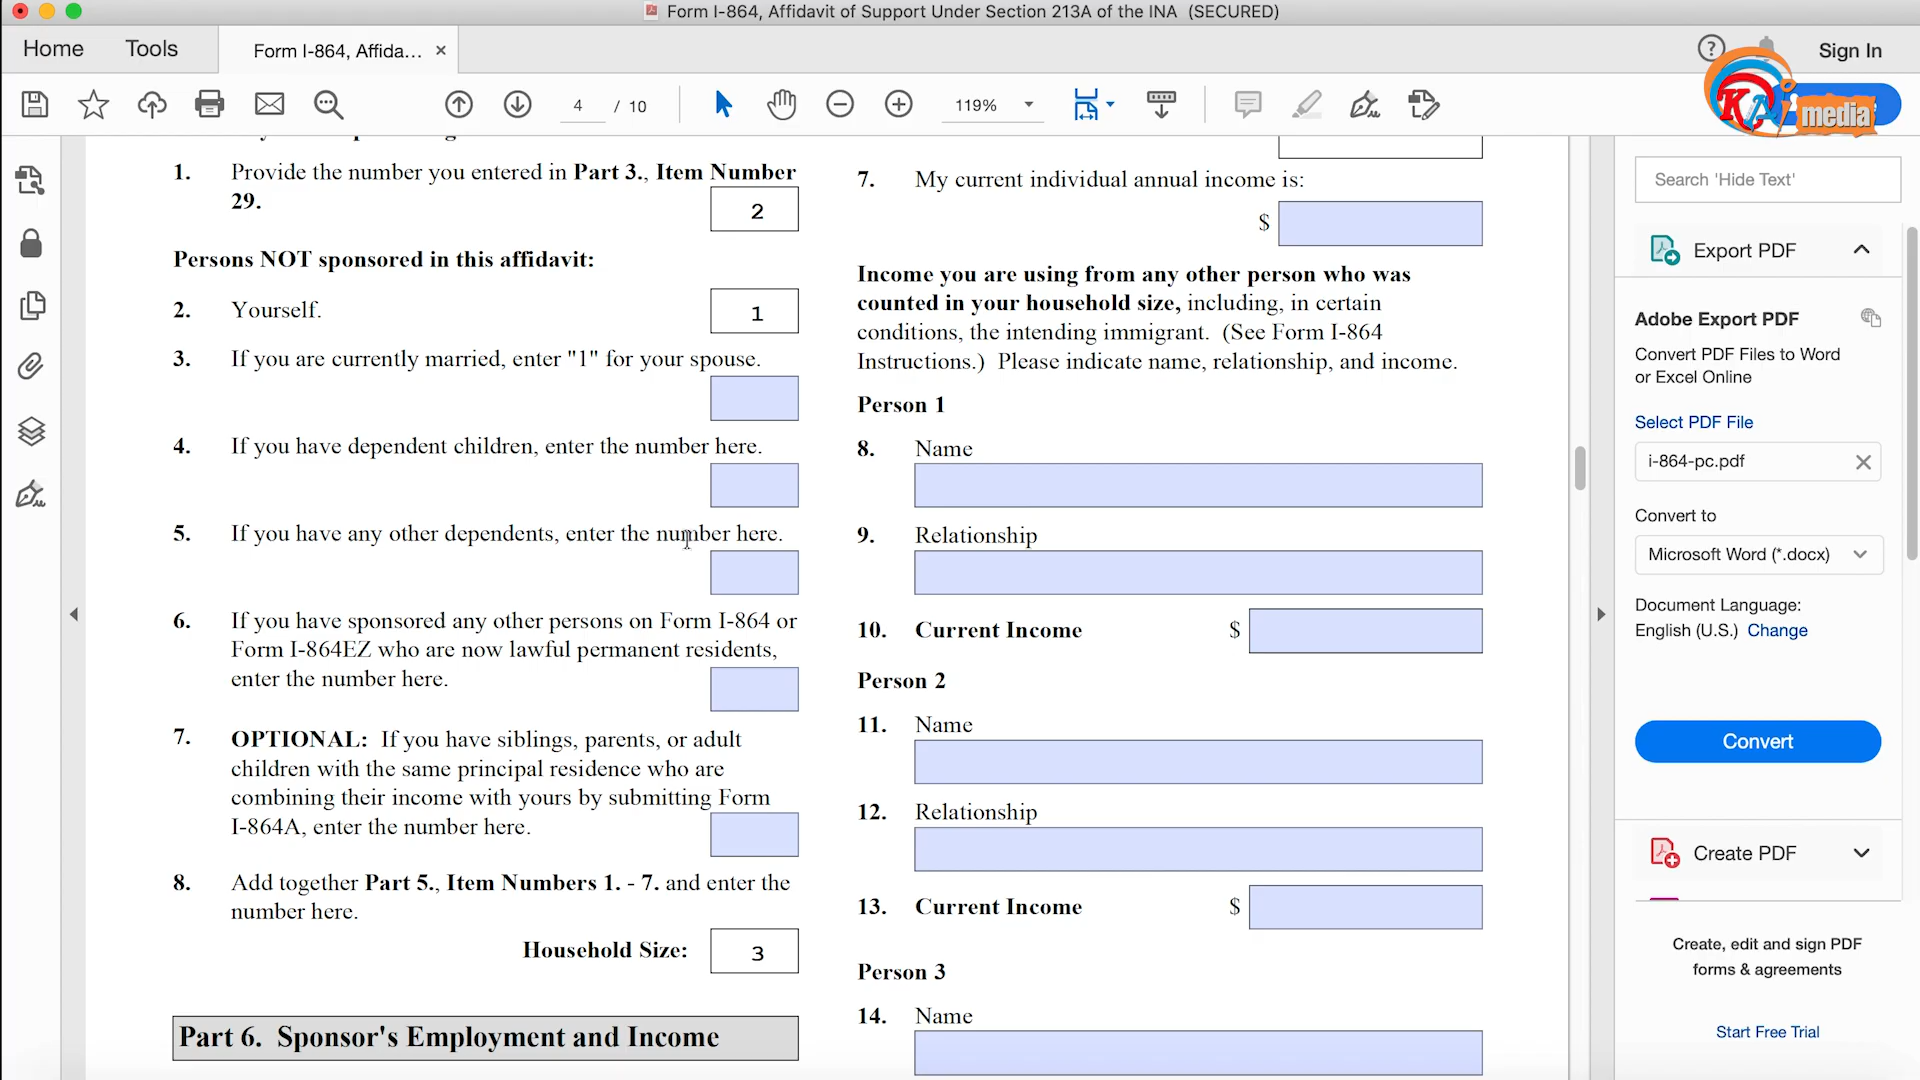 Form I-864, Affidavit of Support Under Section 213A of the INA (SECURED)
Home
Tools
Form I-864, Affida...
Sign In
4 / 10
119%
KA media
1. Provide the number you entered in Part 3., Item Number
29.
2
Persons NOT sponsored in this affidavit:
2. Yourself.
1
3. If you are currently married, enter "1" for your spouse.
4. If you have dependent children, enter the number here.
5. If you have any other dependents, enter the number here.
6. If you have sponsored any other persons on Form I-864 or
Form I-864EZ who are now lawful permanent residents,
enter the number here.
7. OPTIONAL: If you have siblings, parents, or adult
children with the same principal residence who are
combining their income with yours by submitting Form
I-864A, enter the number here.
8. Add together Part 5., Item Numbers 1. - 7. and enter the
number here.
Household Size: 3
Part 6. Sponsor's Employment and Income
7. My current individual annual income is:
$
Income you are using from any other person who was
counted in your household size, including, in certain
conditions, the intending immigrant. (See Form I-864
Instructions.) Please indicate name, relationship, and income.
Person 1
8. Name
9. Relationship
10. Current Income $
Person 2
11. Name
12. Relationship
13. Current Income $
Person 3
14. Name
Search 'Hide Text'
Export PDF
Adobe Export PDF
Convert PDF Files to Word
or Excel Online
Select PDF File
i-864-pc.pdf
Convert to
Microsoft Word (*.docx)
Document Language:
English (U.S.) Change
Convert
Create PDF
Create, edit and sign PDF
forms & agreements
Start Free Trial